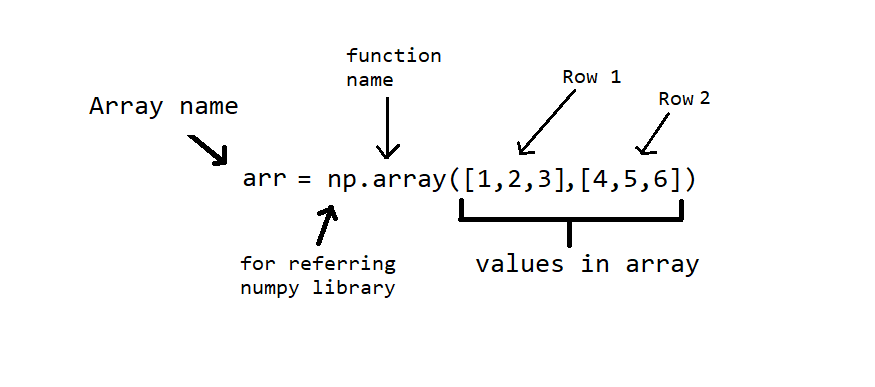 function
name
Row 1
Row 2
Array name
arr = np.array([1,2,3],[4,5,6])
for referring
numpy library
values in array